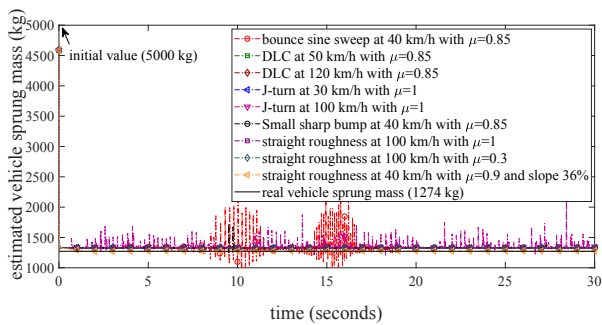 estimated vehicle sprung mass (kg)
5000
4500
4000
3500
3000
2500
2000
1500
1000
initial value (5000 kg)
bounce sine sweep at 40 km/h with μ=0.85
DLC at 50 km/h with μ=0.85
DLC at 120 km/h with μ=0.85
J-turn at 30 km/h with μ=1
J-turn at 100 km/h with μ=1
Small sharp bump at 40 km/h with μ=0.85
straight roughness at 100 km/h with μ=1
straight roughness at 100 km/h with μ=0.3
straight roughness at 40 km/h with μ=0.9 and slope 36%
real vehicle sprung mass (1274 kg)
0 5 10 15 20 25 30
time (seconds)